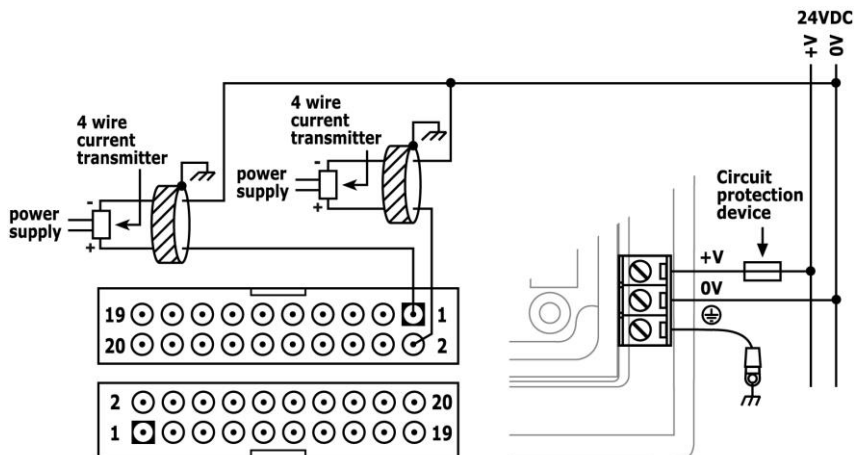 24VDC
+V
0V
4 wire
current
transmitter
4 wire
current
transmitter
-
+
power
supply
-
+
power
supply
Circuit
protection
device
+V
0V
19
1
20
2
2
20
1
19